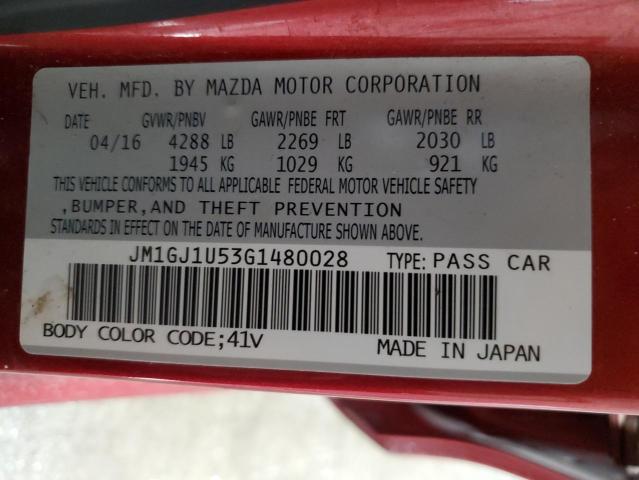 VEH. MFD. BY MAZDA MOTOR CORPORATION
DATE GVWR/PNBV GAWR/PNBE FRT GAWR/PNBE RR
04/16 4288 LB 2269 LB 2030 LB
1945 KG 1029 KG 921 KG
THIS VEHICLE CONFORMS TO ALL APPLICABLE FEDERAL MOTOR VEHICLE SAFETY
,BUMPER,AND THEFT PREVENTION
STANDARDS IN EFFECT ON THE DATE OF MANUFACTURE SHOWN ABOVE.
JM1GJ1U53G1480028 TYPE: PASS CAR
BODY COLOR CODE;41V MADE IN JAPAN